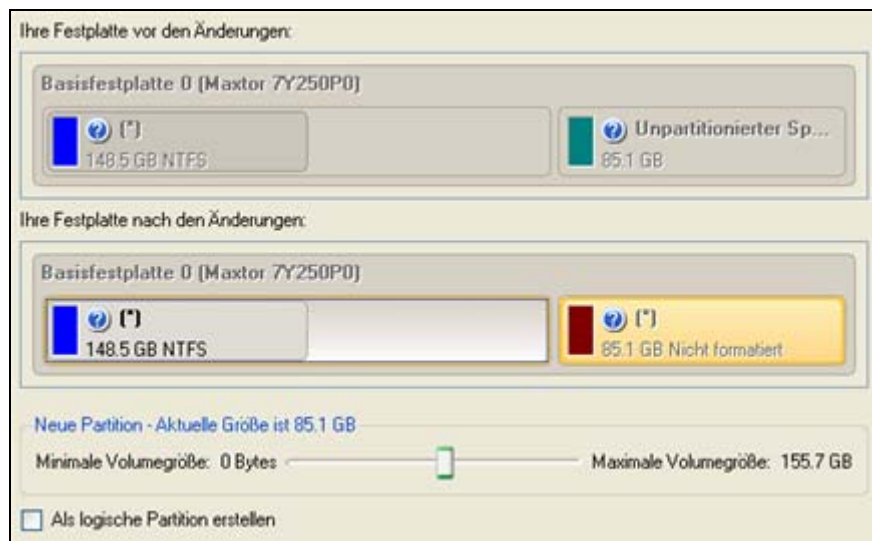 Ihre Festplatte vor den Änderungen:
Basisfestplatte 0 (Maxtor 7Y250P0)
(*)
148.5 GB NTFS
Unpartitionierter Sp...
85.1 GB
Ihre Festplatte nach den Änderungen:
Basisfestplatte 0 (Maxtor 7Y250P0)
(*)
148.5 GB NTFS
(*)
85.1 GB Nicht formatiert
Neue Partition - Aktuelle Größe ist 85.1 GB
Minimale Volumegröße: 0 Bytes
Maximale Volumegröße: 155.7 GB
Als logische Partition erstellen